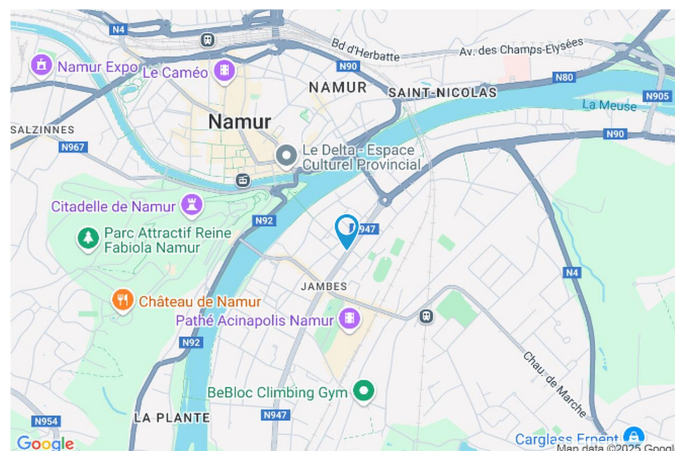 N4
Bd d'Herbatte
Av. des Champs-Elysées
Namur Expo
Le Caméo
N90
NAMUR
SAINT-NICOLAS
N80
N905
La Meuse
Namur
SALZINNES
N967
N90
Le Delta - Espace
Culturel Provincial
Citadelle de Namur
N92
N947
Parc Attractif Reine
Fabiola Namur
N4
JAMBES
Château de Namur
Pathé Acinapolis Namur
N92
Chau. de Marche
BeBloc Climbing Gym
LA PLANTE
N947
N954
Google
Carglass Erpent
Map data ©2025 Google